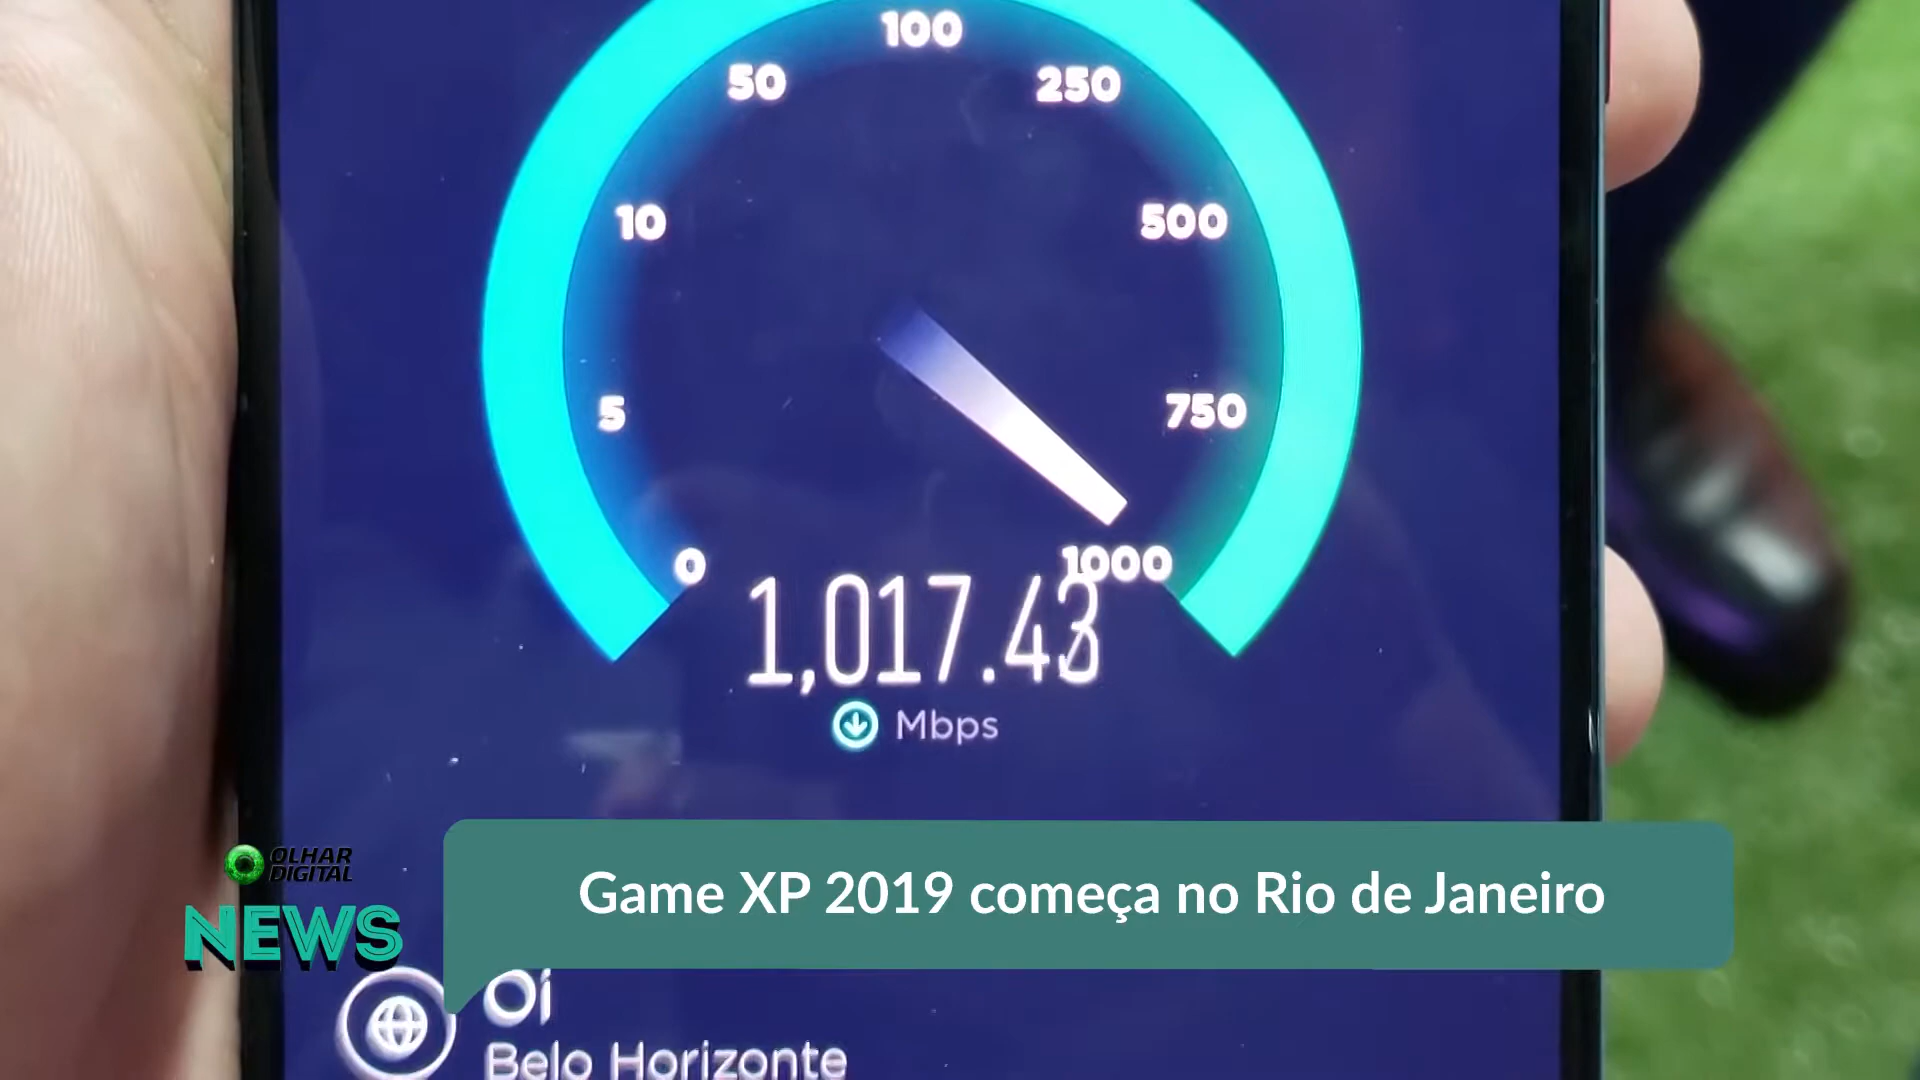 100
50
250
10
500
5
750
0
1000
1,017.43
Mbps
OLHAR
DIGITAL
NEWS
Game XP 2019 começa no Rio de Janeiro
Oi
Belo Horizonte